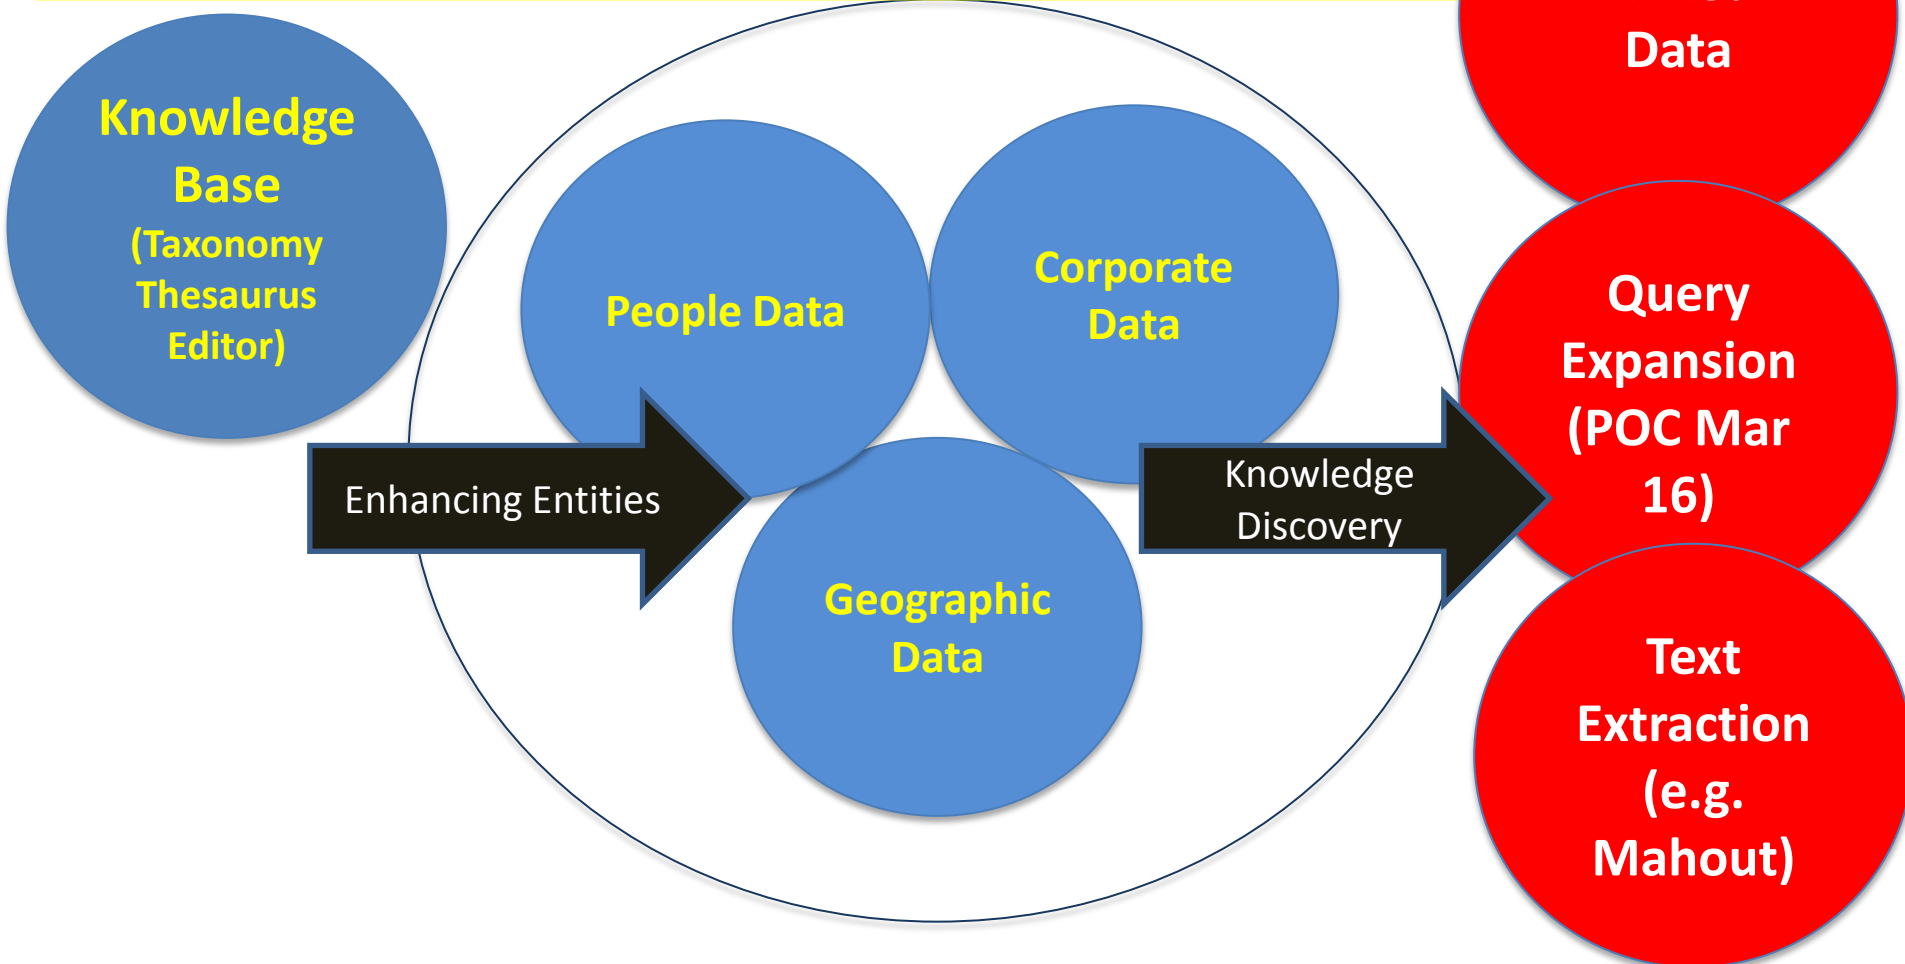 Knowledge
Base
(Taxonomy
Thesaurus
Editor)
People Data
Corporate
Data
Geographic
Data
Enhancing Entities
Knowledge
Discovery
Data
Query
Expansion
(POC Mar
16)
Text
Extraction
(e.g.
Mahout)